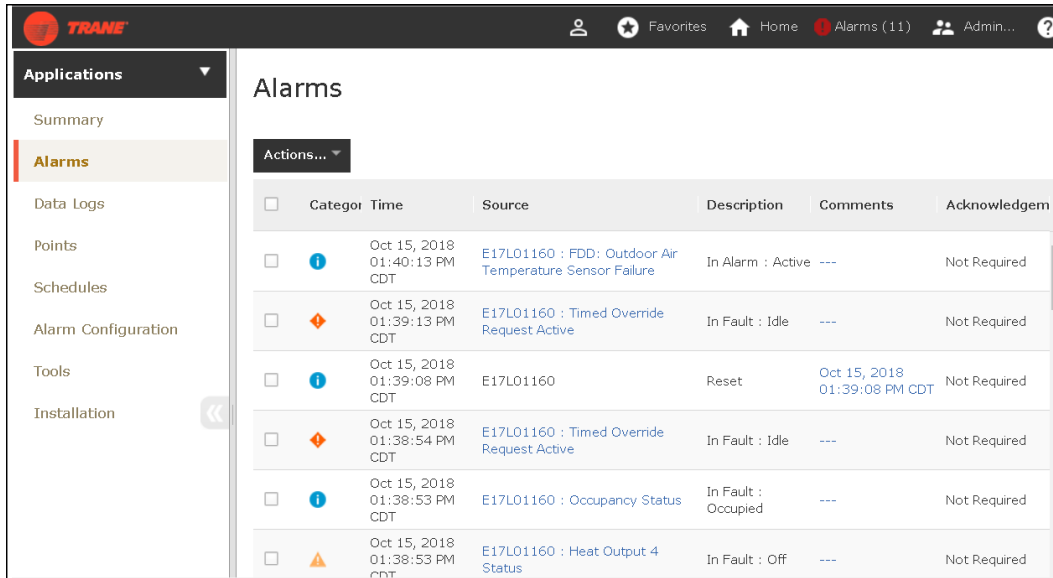 TRANE
Favorites
Home
Alarms (11)
Admin...
?
Applications
Summary
Alarms
Data Logs
Points
Schedules
Alarm Configuration
Tools
Installation
Alarms
Actions...
Categor Time Source Description Comments Acknowledgem
Oct 15, 2018
01:40:13 PM
CDT
E17L01160 : FDD: Outdoor Air
Temperature Sensor Failure
In Alarm : Active
---
Not Required
Oct 15, 2018
01:39:13 PM
CDT
E17L01160 : Timed Override
Request Active
In Fault : Idle
---
Not Required
Oct 15, 2018
01:39:08 PM
CDT
E17L01160
Reset
Oct 15, 2018
01:39:08 PM CDT
Not Required
Oct 15, 2018
01:38:54 PM
CDT
E17L01160 : Timed Override
Request Active
In Fault : Idle
---
Not Required
Oct 15, 2018
01:38:53 PM
CDT
E17L01160 : Occupancy Status
In Fault :
Occupied
---
Not Required
Oct 15, 2018
01:38:53 PM
CDT
E17L01160 : Heat Output 4
Status
In Fault : Off
---
Not Required